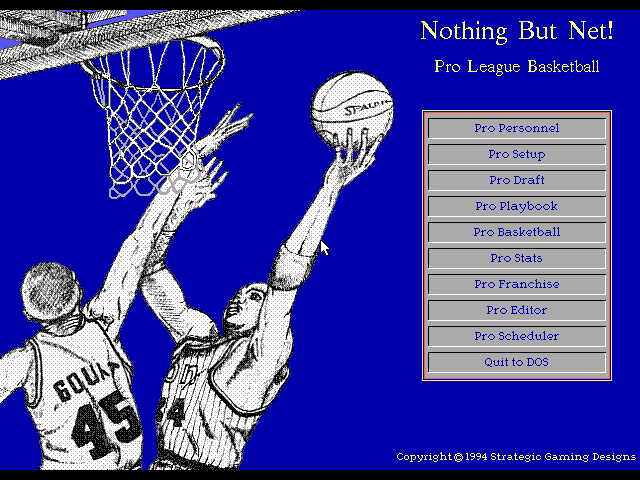 Nothing But Net!
Pro League Basketball
SPALDING
Pro Personnel
Pro Setup
Pro Draft
Pro Playbook
Pro Basketball
Pro Stats
Pro Franchise
Pro Editor
Pro Scheduler
Quit to DOS
45
Copyright © 1994 Strategic Gaming Designs